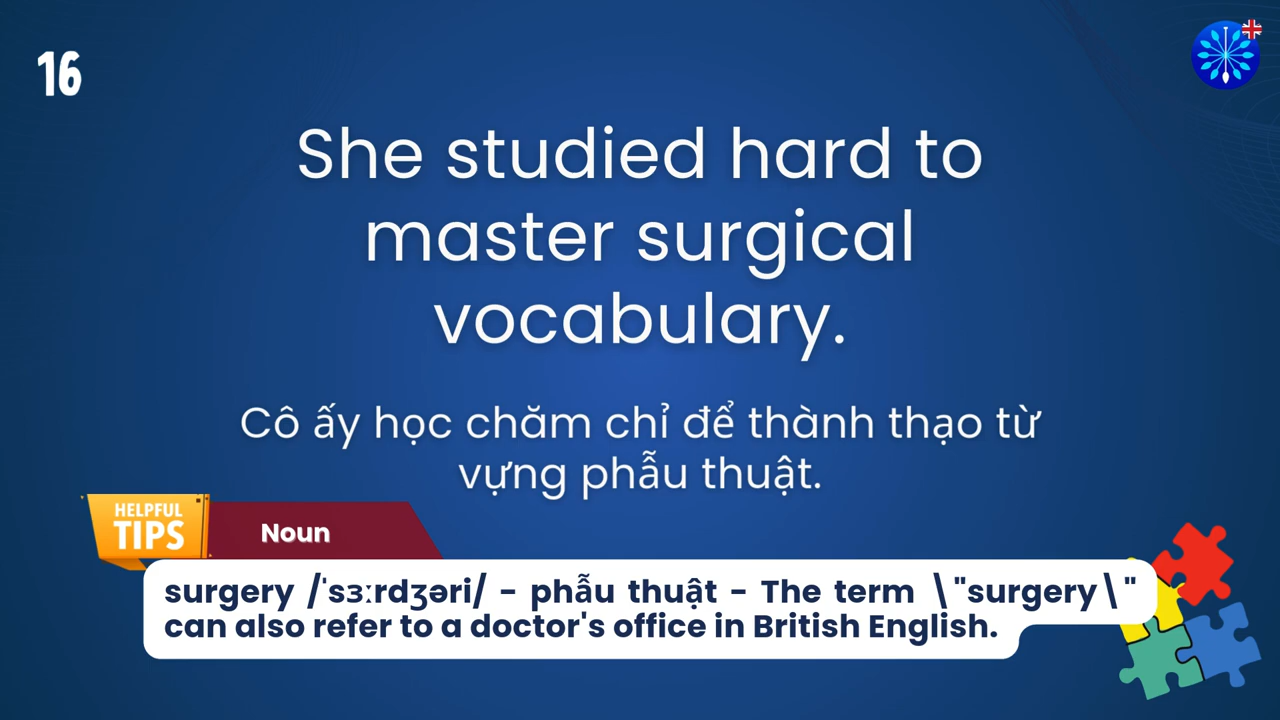 16
She studied hard to
master surgical
vocabulary.
Cô ấy học chăm chỉ để thành thạo từ
vựng phẫu thuật.
HELPFUL
TIPS
Noun
surgery /ˈsɜːrdʒəri/ - phẫu thuật - The term \"surgery\"
can also refer to a doctor's office in British English.